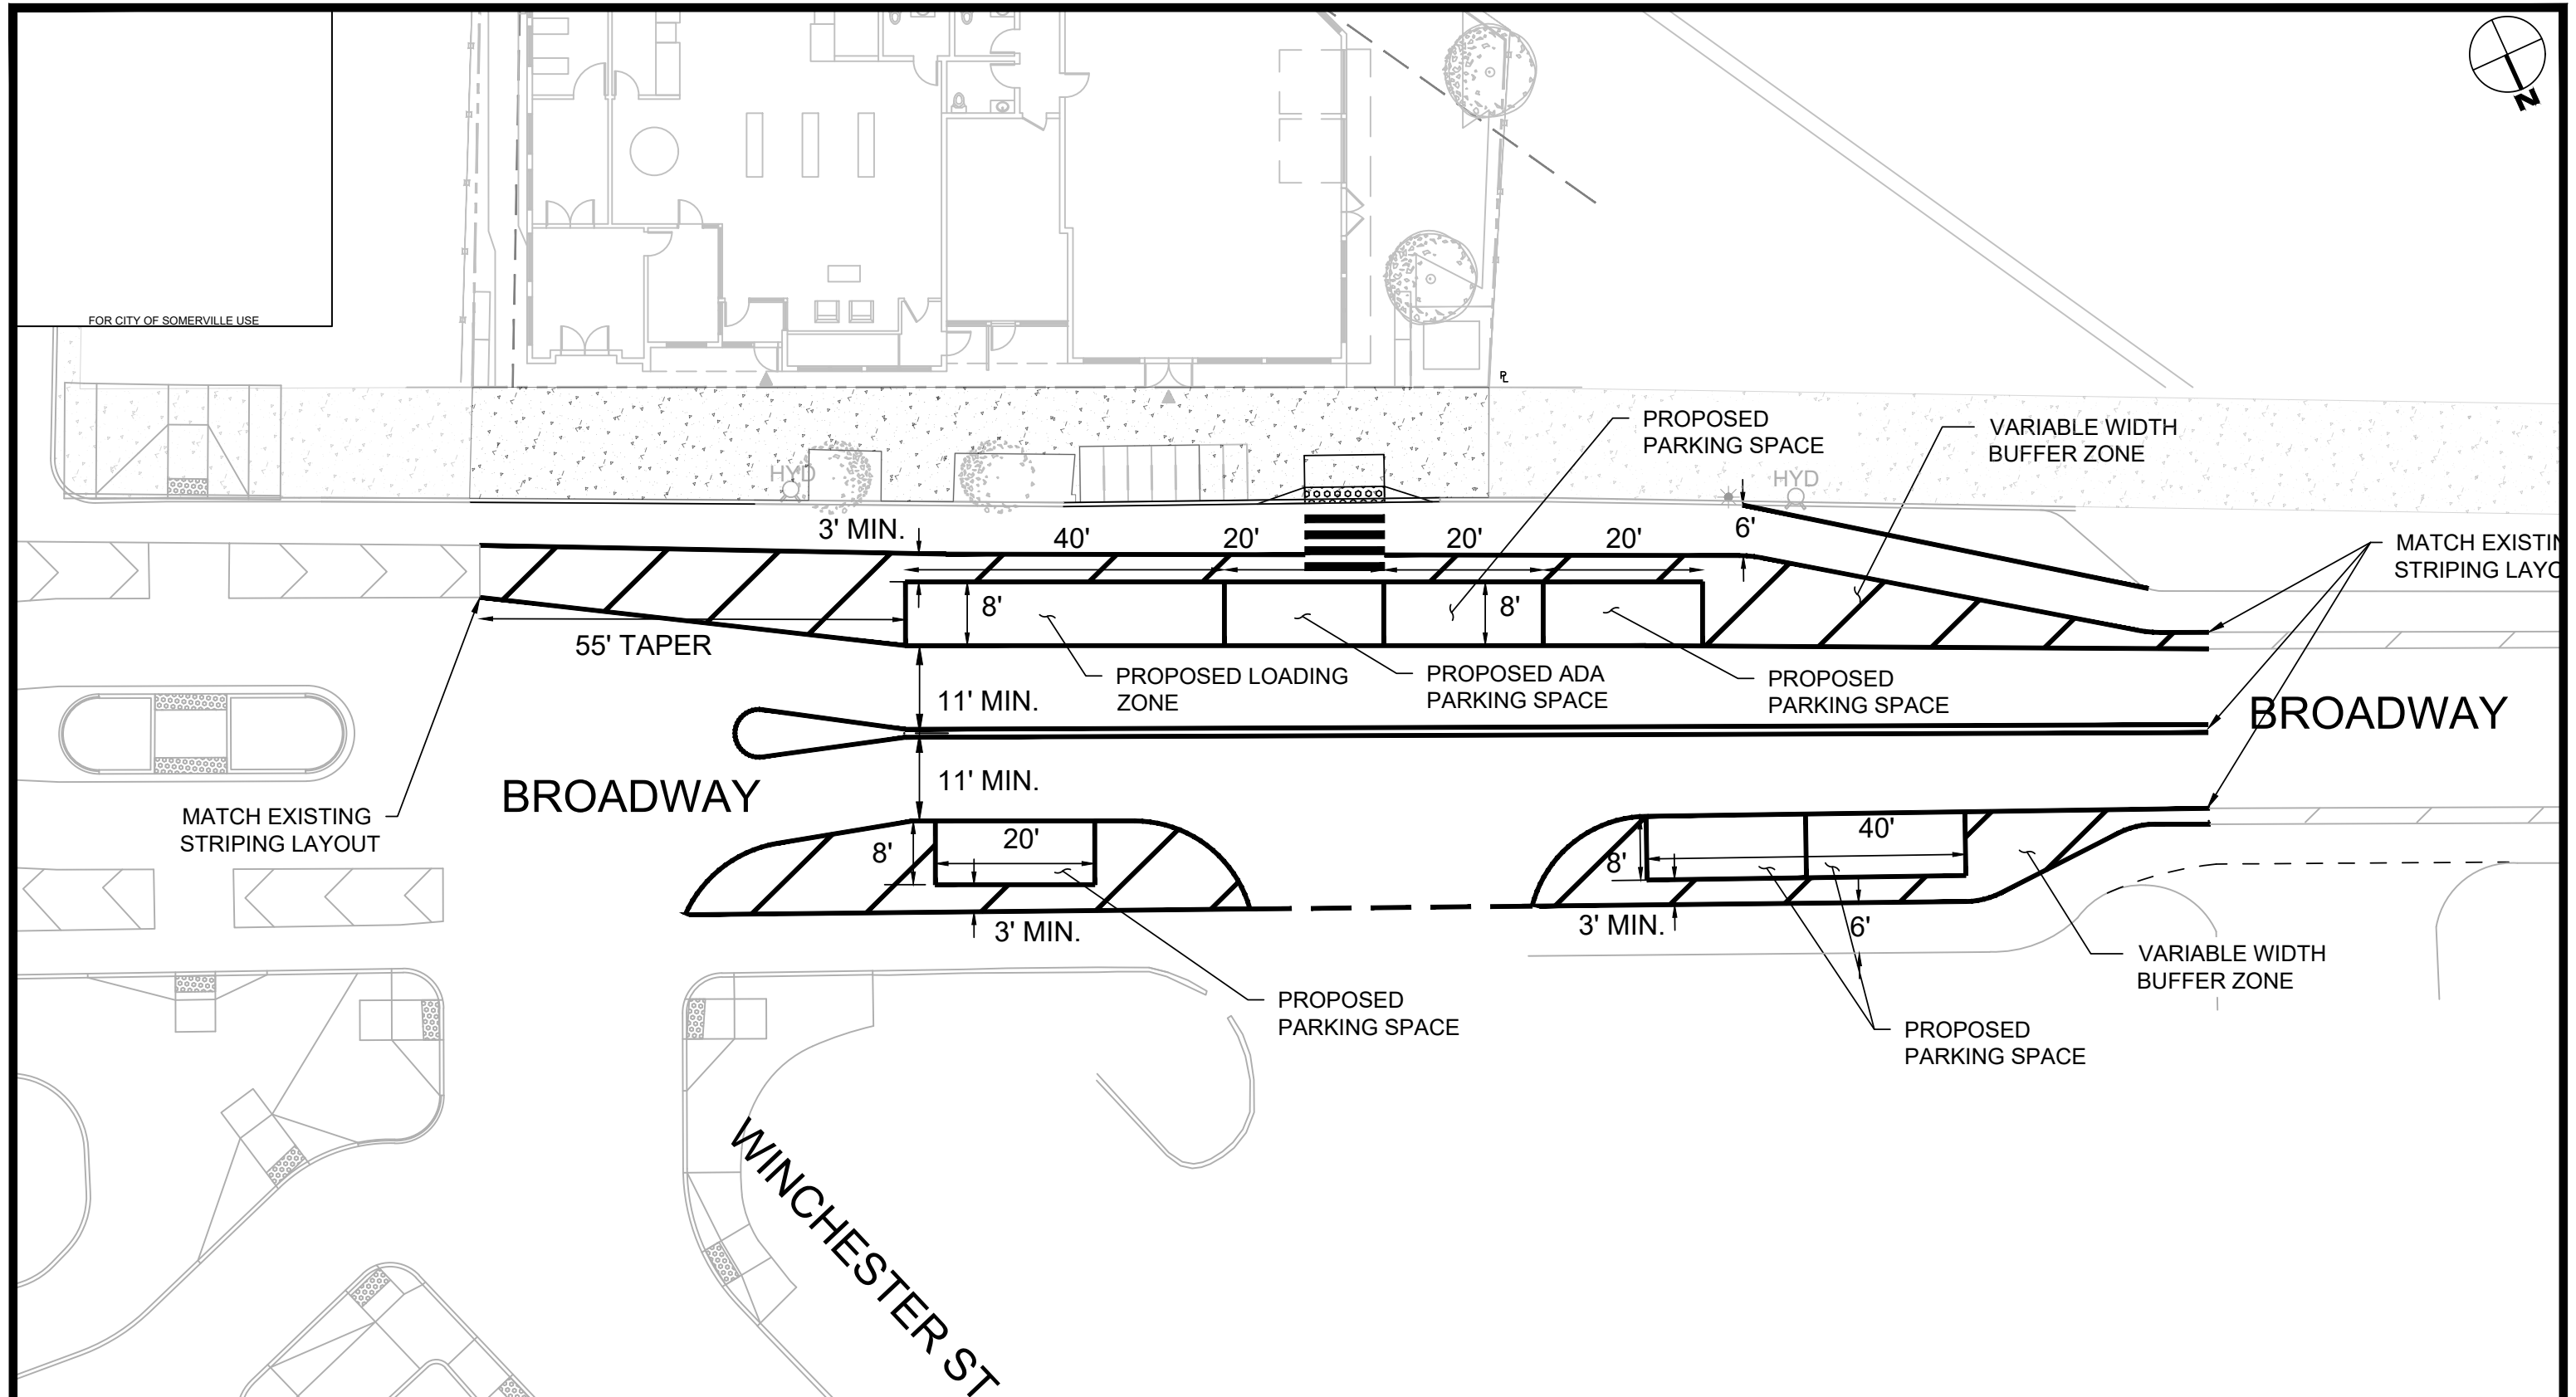 N
FOR CITY OF SOMERVILLE USE
PL
PROPOSED
PARKING SPACE
VARIABLE WIDTH
BUFFER ZONE
HYD
HYD
3' MIN.
40'
20'
20'
20'
6'
MATCH EXISTIN
STRIPING LAYO
8'
8'
55' TAPER
PROPOSED LOADING
ZONE
PROPOSED ADA
PARKING SPACE
PROPOSED
PARKING SPACE
11' MIN.
BROADWAY
BROADWAY
11' MIN.
MATCH EXISTING
STRIPING LAYOUT
8'
20'
8'
40'
3' MIN.
3' MIN.
6'
VARIABLE WIDTH
BUFFER ZONE
PROPOSED
PARKING SPACE
PROPOSED
PARKING SPACE
WINCHESTER ST